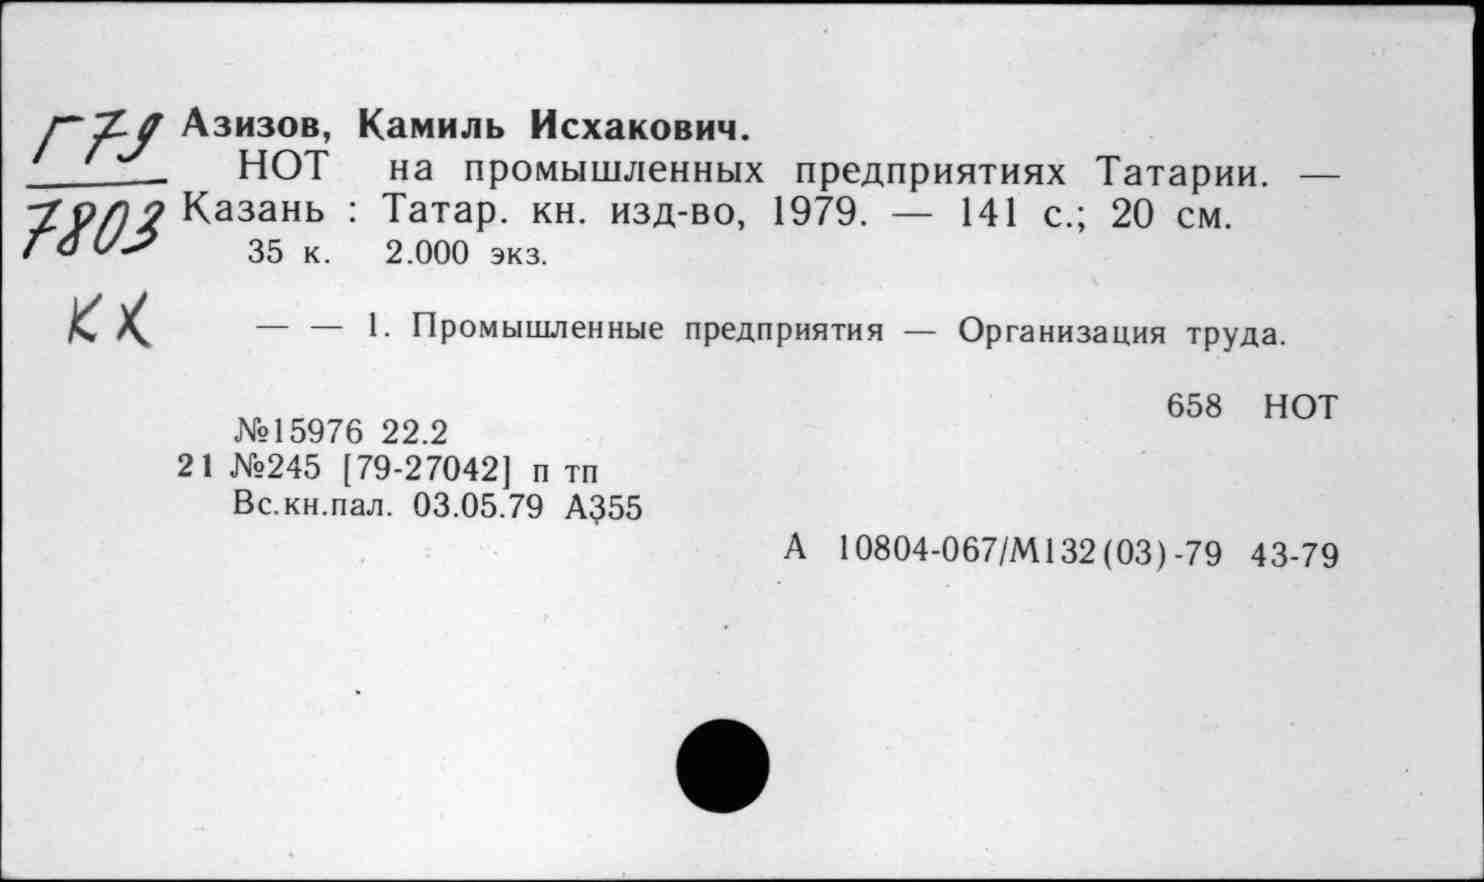 Г79 Азизов, Камиль Исхакович.
НОТ на промышленных предприятиях Татарии. —
7803 Казань : Татар. кн. изд-во, 1979. — 141 с.; 20 см.
35 к. 2.000 экз.
КХ — — 1. Промышленные предприятия — Организация труда.
658 НОТ
№15976 22.2
21 №245 [79-27042] п тп
Вс.кн.пал. 03.05.79 А355
А 10804-067/М132(03)-79 43-79